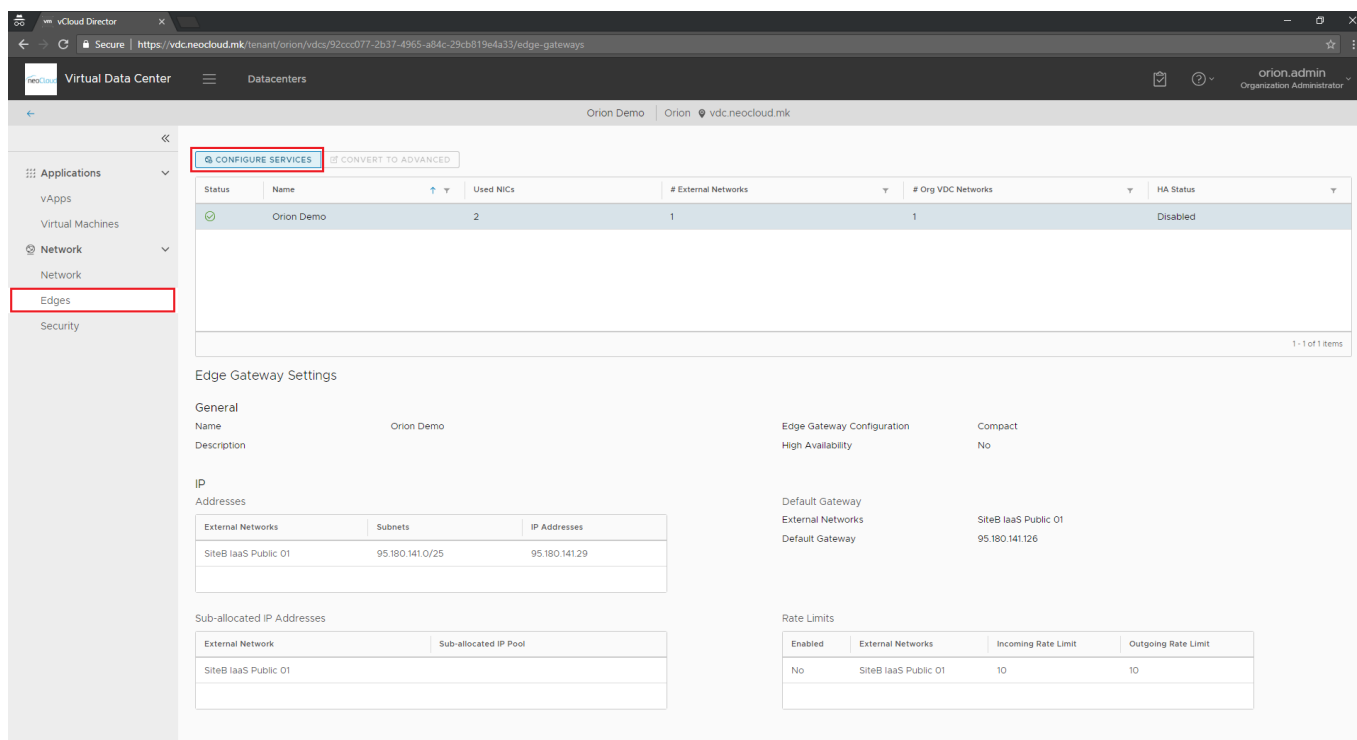 vm vCloud Director
Secure | https://vdc.neocloud.mk/tenant/orion/vdcs/92ccc077-2b37-4965-a84c-29cb819e4a33/edge-gateways
neoCloud Virtual Data Center Datacenters orion.admin
Organization Administrator
Orion Demo Orion vdc.neocloud.mk
Applications
vApps
Virtual Machines
Network
Network
Edges
Security
CONFIGURE SERVICES CONVERT TO ADVANCED
Status Name Used NICs # External Networks # Org VDC Networks HA Status
Orion Demo 2 1 1 Disabled
1 - 1 of 1 items
Edge Gateway Settings
General
Name Orion Demo Edge Gateway Configuration Compact
Description High Availability No
IP
Addresses
External Networks Subnets IP Addresses
SiteB IaaS Public 01 95.180.141.0/25 95.180.141.29
Default Gateway
External Networks SiteB IaaS Public 01
Default Gateway 95.180.141.126
Sub-allocated IP Addresses
External Network Sub-allocated IP Pool
SiteB IaaS Public 01
Rate Limits
Enabled External Networks Incoming Rate Limit Outgoing Rate Limit
No SiteB IaaS Public 01 10 10